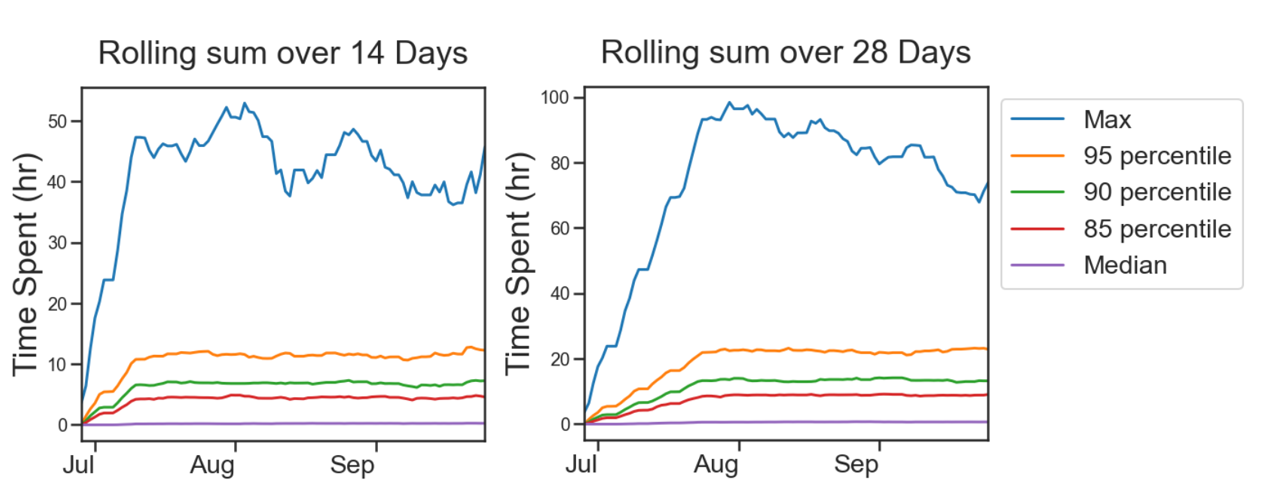 Rolling sum over 14 Days
Time Spent (hr)
50
40
30
20
10
0
Jul Aug Sep
Rolling sum over 28 Days
Time Spent (hr)
100
80
60
40
20
0
Jul Aug Sep
Max
95 percentile
90 percentile
85 percentile
Median